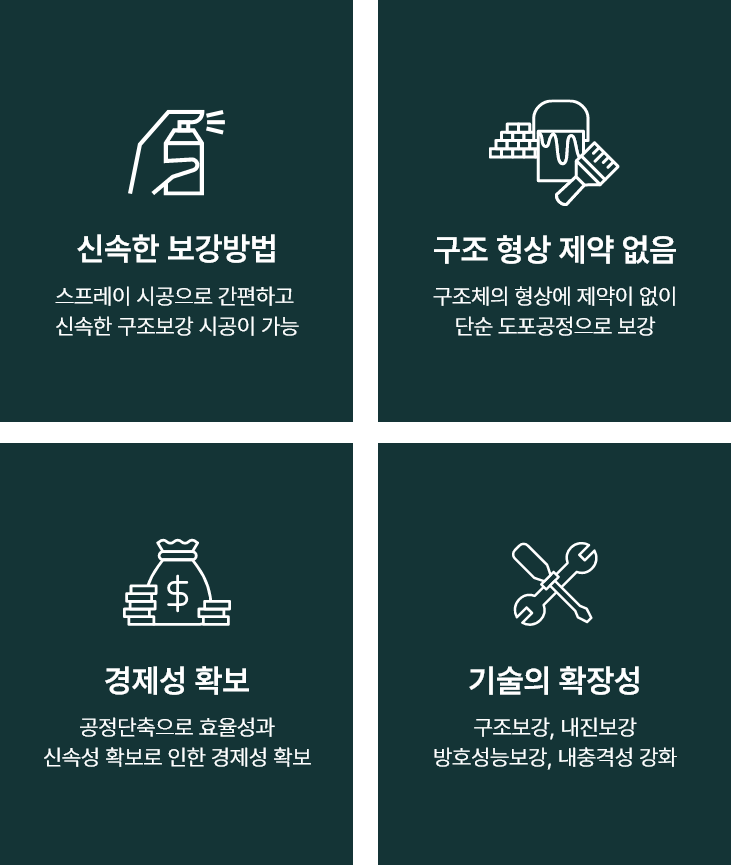 신속한 보강방법
스프레이 시공으로 간편하고
신속한 구조보강 시공이 가능
구조 형상 제약 없음
구조체의 형상에 제약이 없이
단순 도포공정으로 보강
경제성 확보
공정단축으로 효율성과
신속성 확보로 인한 경제성 확보
기술의 확장성
구조보강, 내진보강
방호성능보강, 내충격성 강화